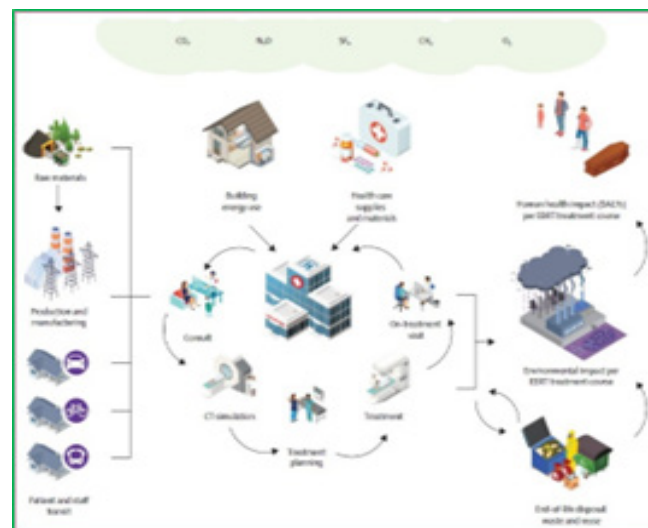 CO₂ N₂O SF₆ CH₄ O₃
Raw materials
Building
energy use
Health care
supplies
and materials
Human health impact (DALYs)
per EBRT treatment course
Production and
manufacturing
Consult
On-treatment
visit
Environmental impact per
EBRT treatment course
CT-simulation
Treatment
planning
Treatment
Patient and staff
transit
End-of-life disposal
waste and reuse